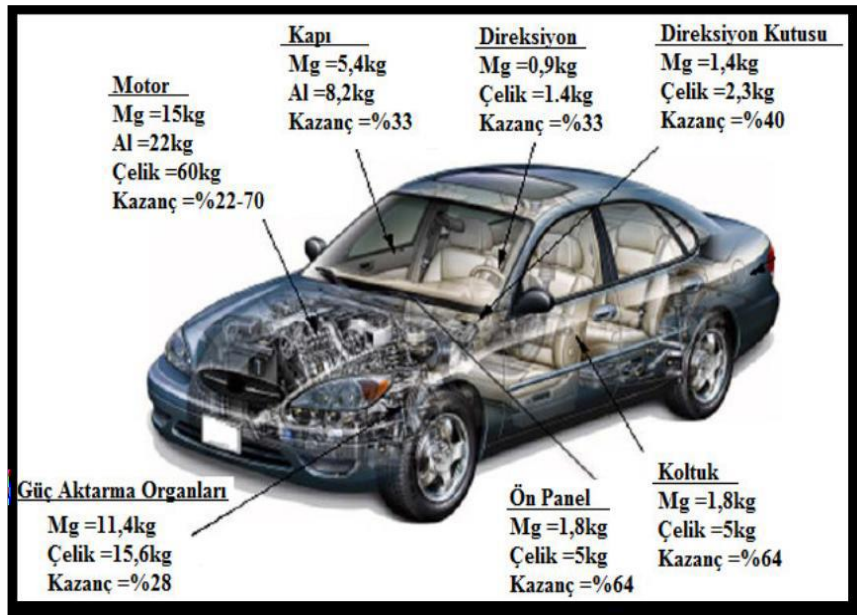 Kapı
Mg =5,4kg
Al =8,2kg
Kazanç =%33
Direksiyon
Mg =0,9kg
Çelik =1.4kg
Kazanç =%33
Direksiyon Kutusu
Mg =1,4kg
Çelik =2,3kg
Kazanç =%40
Motor
Mg =15kg
Al =22kg
Çelik =60kg
Kazanç =%22-70
Güç Aktarma Organları
Mg =11,4kg
Çelik =15,6kg
Kazanç =%28
Ön Panel
Mg =1,8kg
Çelik =5kg
Kazanç =%64
Koltuk
Mg =1,8kg
Çelik =5kg
Kazanç =%64